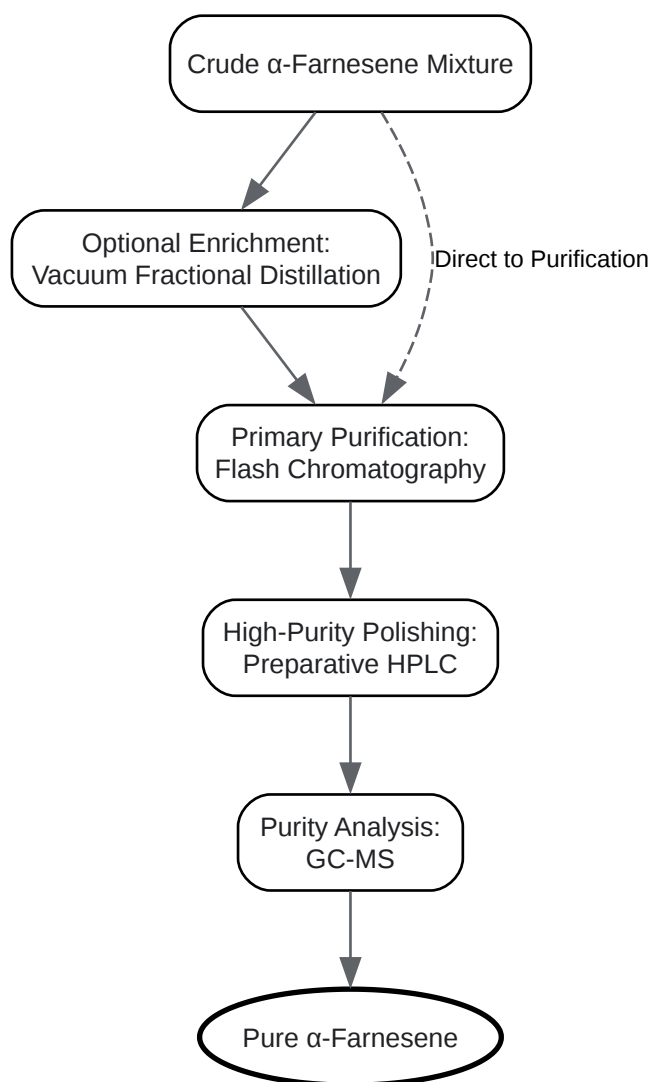 Crude α-Farnesene Mixture
Optional Enrichment:
Vacuum Fractional Distillation
Direct to Purification
Primary Purification:
Flash Chromatography
High-Purity Polishing:
Preparative HPLC
Purity Analysis:
GC-MS
Pure α-Farnesene